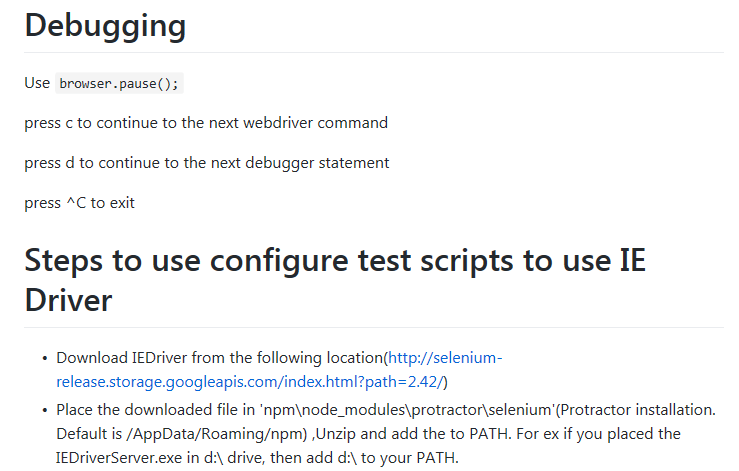 Debugging
Use browser.pause();
press c to continue to the next webdriver command
press d to continue to the next debugger statement
press ^C to exit
Steps to use configure test scripts to use IE
Driver
• Download IEDriver from the following location(http://selenium-
release.storage.googleapis.com/index.html?path=2.42/)
• Place the downloaded file in 'npm\node_modules\protractor\selenium'(Protractor installation.
Default is /AppData/Roaming/npm) ,Unzip and add the to PATH. For ex if you placed the
IEDriverServer.exe in d:\ drive, then add d:\ to your PATH.